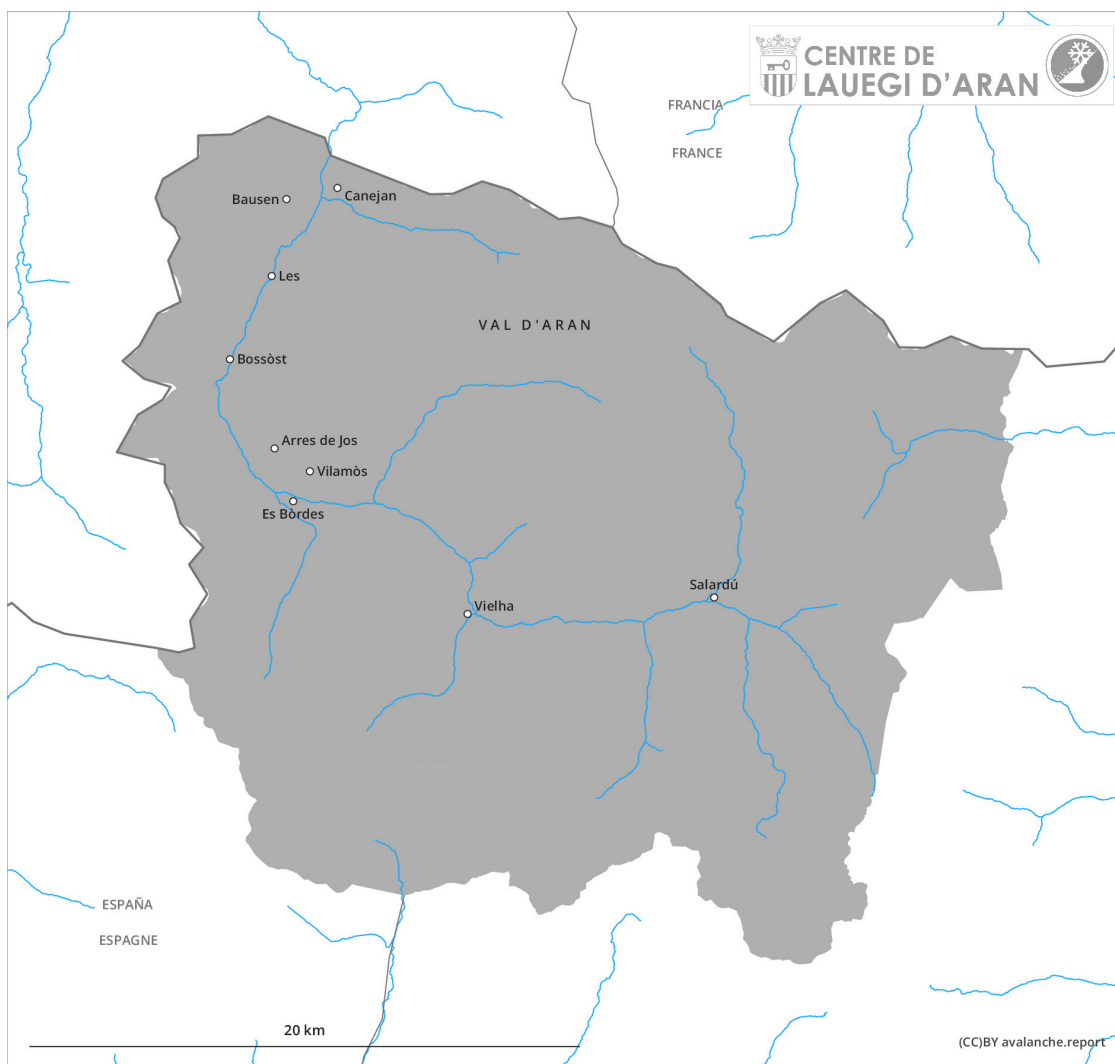 CENTRE DE
LAUEGI D'ARAN
FRANCIA
FRANCE
Bausen
Canejan
Les
VAL D'ARAN
Bossòst
Arres de Jos
Vilamòs
Es Bòrdes
Salardú
Vielha
ESPAÑA
ESPAGNE
20 km
(CC)BY avalanche.report